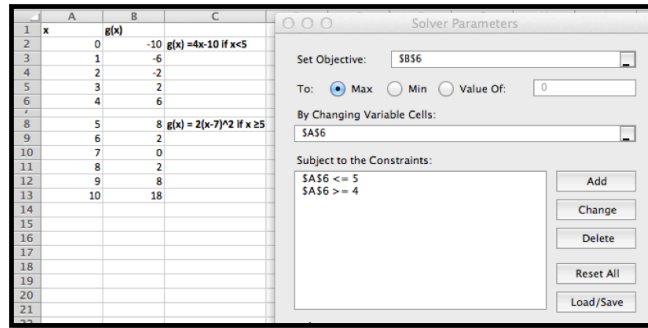 A B C
1 x g(x)
2 0 -10 g(x) =4x-10 if x<5
3 1 -6
4 2 -2
5 3 2
6 4 6
8 5 8 g(x) = 2(x-7)^2 if x ≥5
9 6 2
10 7 0
11 8 2
12 9 8
13 10 18
14
15
16
17
18
19
20
21
Solver Parameters
Set Objective: $B$6
To: Max Min Value Of: 0
By Changing Variable Cells:
$A$6
Subject to the Constraints:
$A$6 <= 5
$A$6 >= 4
Add
Change
Delete
Reset All
Load/Save